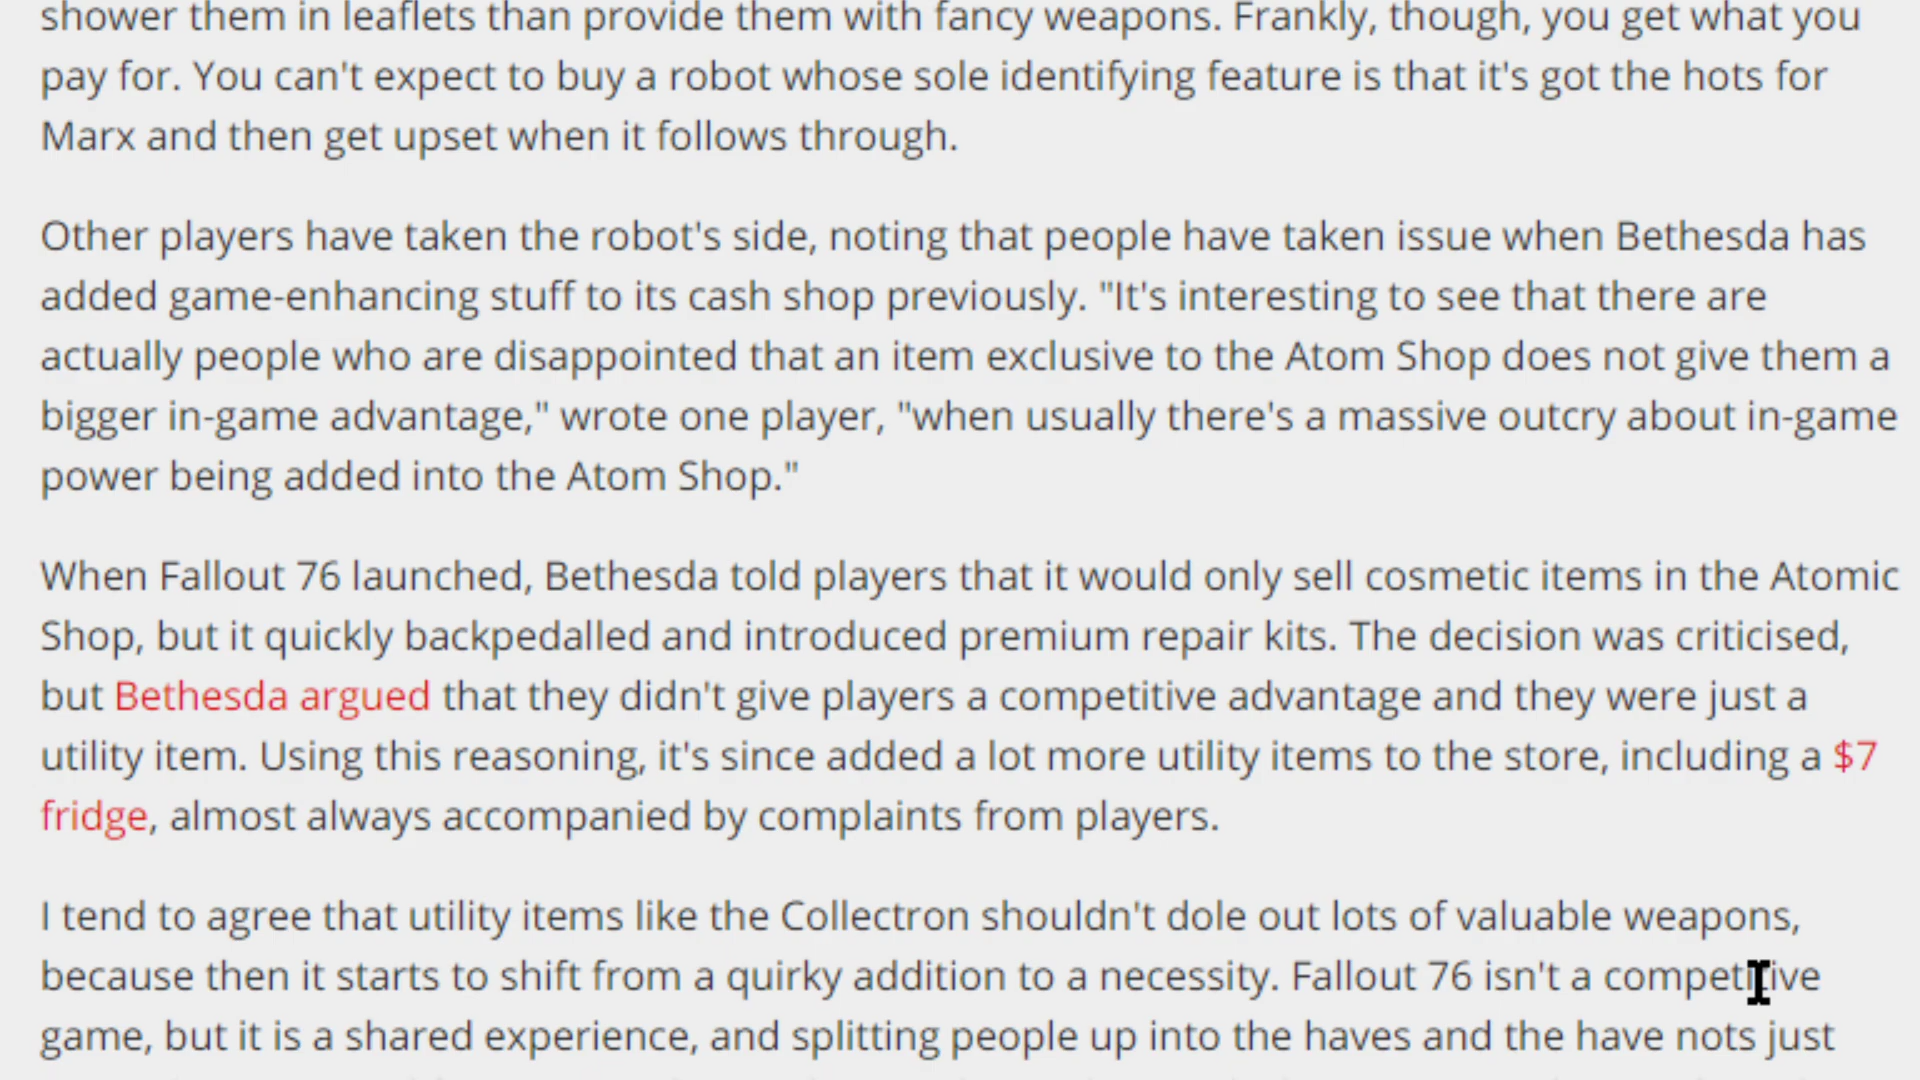 shower them in leaflets than provide them with fancy weapons. Frankly, though, you get what you
pay for. You can't expect to buy a robot whose sole identifying feature is that it's got the hots for
Marx and then get upset when it follows through.
Other players have taken the robot's side, noting that people have taken issue when Bethesda has
added game-enhancing stuff to its cash shop previously. "It's interesting to see that there are
actually people who are disappointed that an item exclusive to the Atom Shop does not give them a
bigger in-game advantage," wrote one player, "when usually there's a massive outcry about in-game
power being added into the Atom Shop."
When Fallout 76 launched, Bethesda told players that it would only sell cosmetic items in the Atomic
Shop, but it quickly backpedalled and introduced premium repair kits. The decision was criticised,
but Bethesda argued that they didn't give players a competitive advantage and they were just a
utility item. Using this reasoning, it's since added a lot more utility items to the store, including a $7
fridge, almost always accompanied by complaints from players.
I tend to agree that utility items like the Collectron shouldn't dole out lots of valuable weapons,
because then it starts to shift from a quirky addition to a necessity. Fallout 76 isn't a competitive
game, but it is a shared experience, and splitting people up into the haves and the have nots just